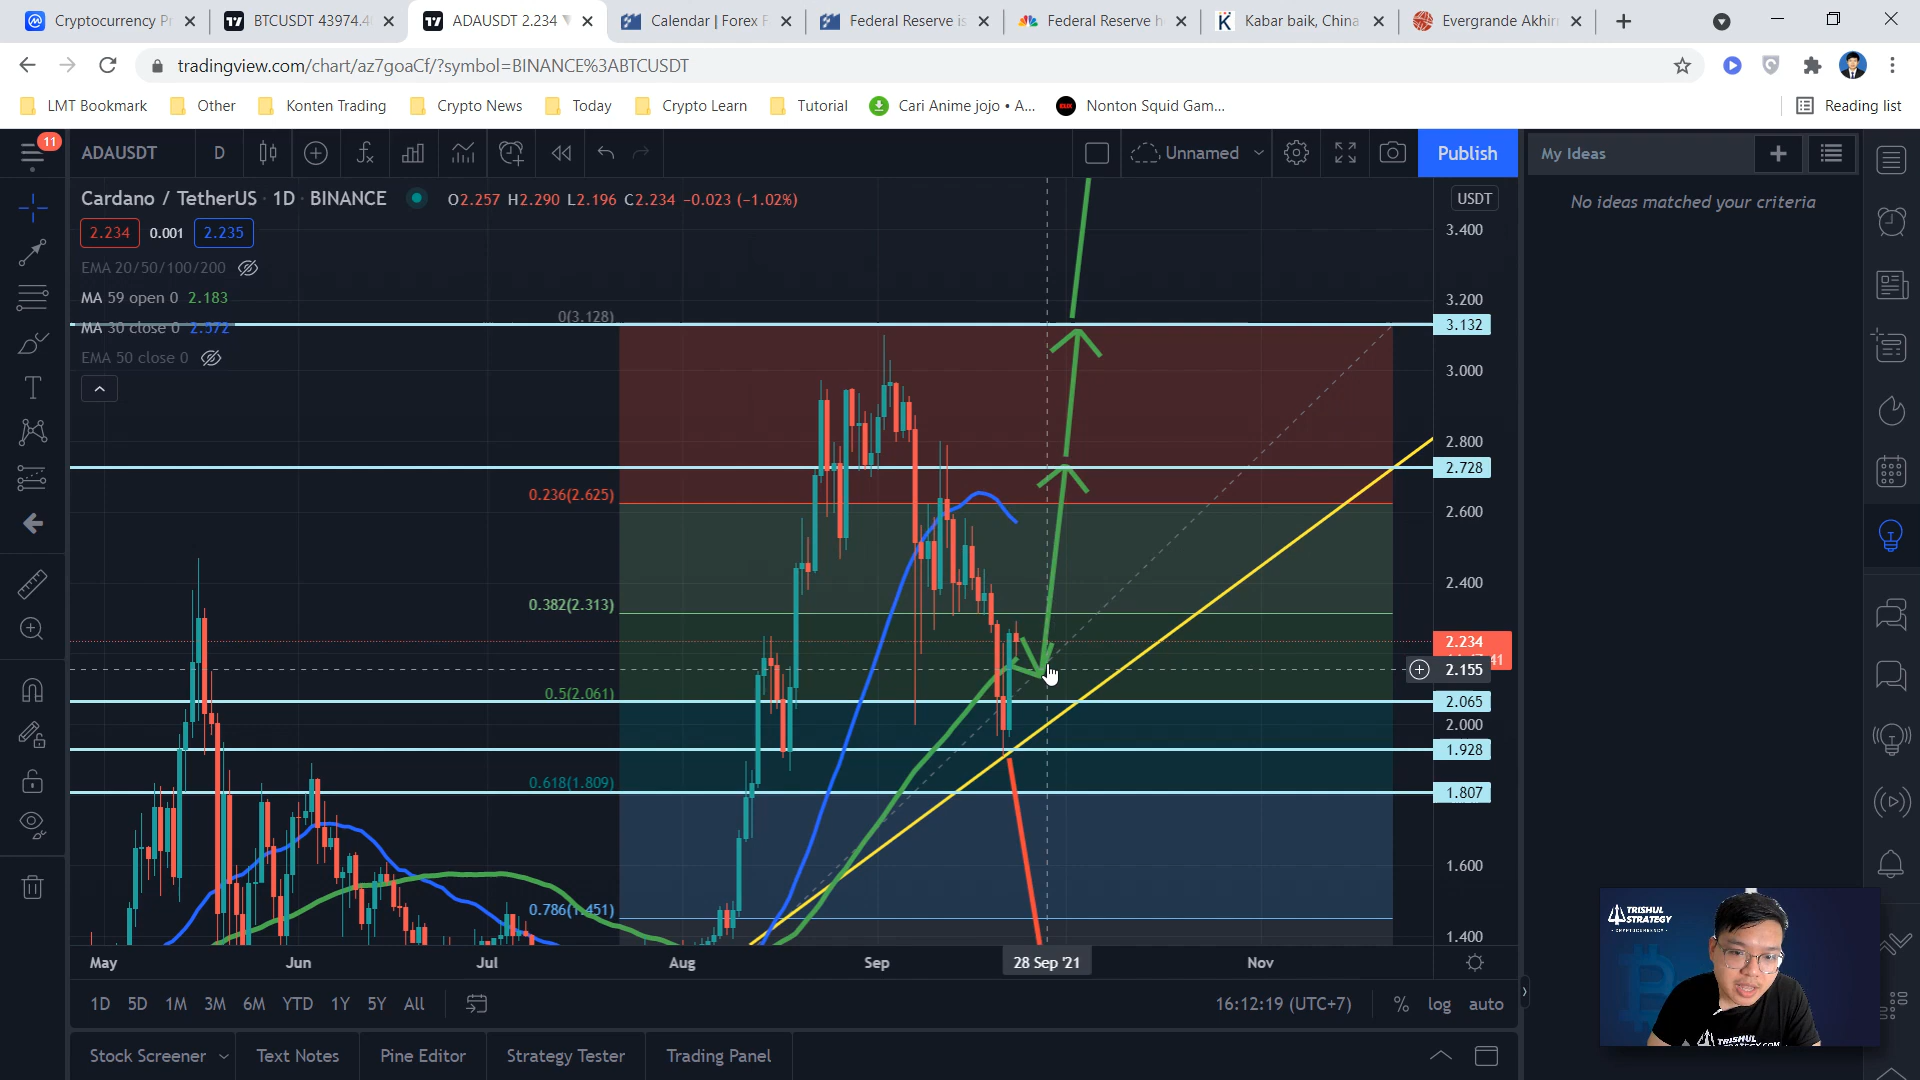 Cryptocurrency Pr
BTCUSDT 43974.4
ADAUSDT 2.234
Calendar | Forex F
Federal Reserve is
Federal Reserve h
Kabar baik, China
Evergrande Akhir
tradingview.com/chart/az7goaCf/?symbol=BINANCE%3ABTCUSDT
LMT Bookmark
Other
Konten Trading
Crypto News
Today
Crypto Learn
Tutorial
Cari Anime jojo • A...
Nonton Squid Gam...
Reading list
11
ADAUSDT
D
Unnamed
Publish
My Ideas
No ideas matched your criteria
Cardano / TetherUS · 1D · BINANCE
O2.257 H2.290 L2.196 C2.234 −0.023 (−1.02%)
USDT
2.234
0.001
2.235
EMA 20/50/100/200
MA 59 open 0 2.183
MA 30 close 0 2.572
EMA 50 close 0
0(3.128)
0.236(2.625)
0.382(2.313)
0.5(2.061)
0.618(1.809)
0.786(1.451)
3.400
3.200
3.132
3.000
2.800
2.728
2.600
2.400
2.234
41
2.155
2.065
2.000
1.928
1.807
1.600
1.400
May
Jun
Jul
Aug
Sep
28 Sep '21
Nov
1D
5D
1M
3M
6M
YTD
1Y
5Y
All
16:12:19 (UTC+7)
%
log
auto
Stock Screener
Text Notes
Pine Editor
Strategy Tester
Trading Panel
TRISHUL
STRATEGY
CRYPTOCURRENCY
TRISHUL